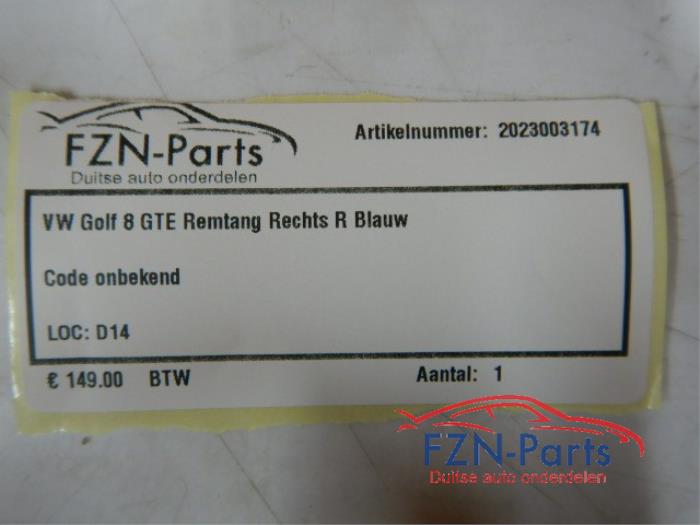 FZN-Parts
Duitse auto onderdelen
Artikelnummer: 2023003174
VW Golf 8 GTE Remtang Rechts R Blauw
Code onbekend
LOC: D14
€ 149.00 BTW
Aantal: 1
FZN-Parts
Duitse auto onderdelen